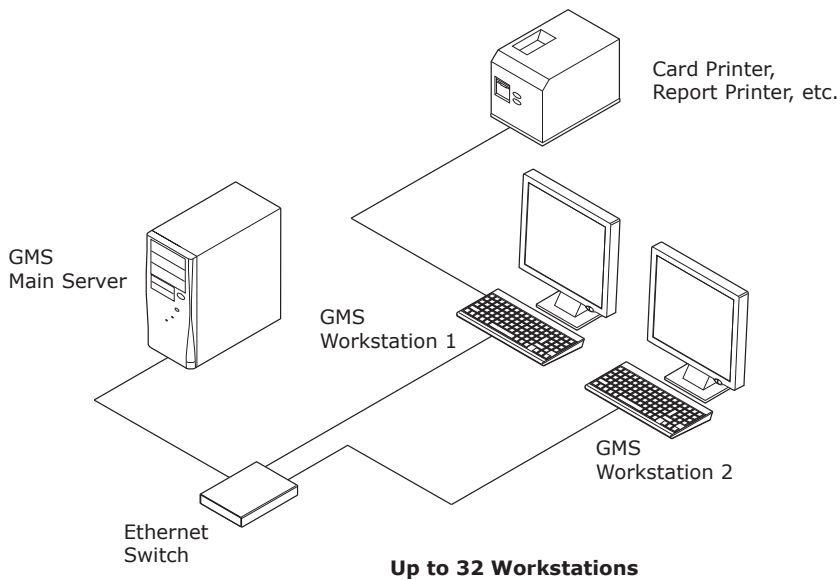 Card Printer,
Report Printer, etc.
GMS
Main Server
GMS
Workstation 1
GMS
Workstation 2
Ethernet
Switch
Up to 32 Workstations